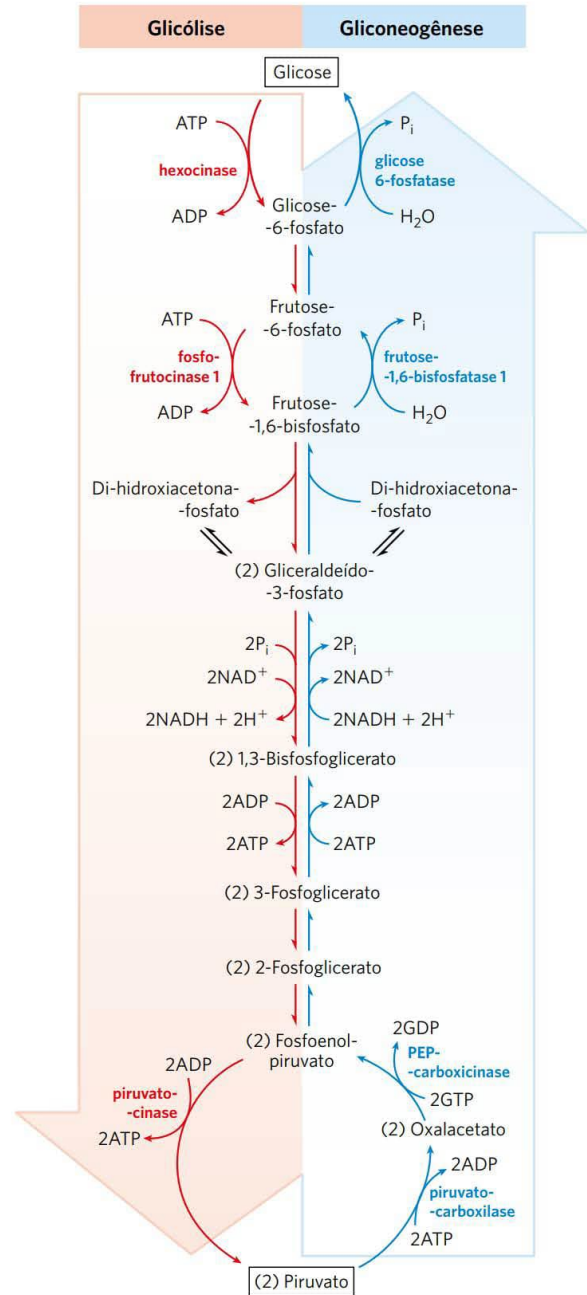 Glicólise
Gliconeogênese
Glicose
ATP
hexocinase
ADP
P_i
glicose
6-fosfatase
H₂O
Glicose-
-6-fosfato
Frutose-
-6-fosfato
ATP
fosfo-
frutocinase 1
ADP
P_i
frutose-
-1,6-bisfosfatase 1
H₂O
Frutose-
-1,6-bisfosfato
Di-hidroxiacetona-
-fosfato
Di-hidroxiacetona-
-fosfato
(2) Gliceraldeído-
-3-fosfato
2P_i
2NAD⁺
2NADH + 2H⁺
2P_i
2NAD⁺
2NADH + 2H⁺
(2) 1,3-Bisfosfoglicerato
2ADP
2ATP
2ADP
2ATP
(2) 3-Fosfoglicerato
(2) 2-Fosfoglicerato
(2) Fosfoenol-
piruvato
2ADP
piruvato-
-cinase
2ATP
2GDP
PEP-
-carboxicinase
2GTP
(2) Oxalacetato
2ADP
piruvato-
-carboxilase
2ATP
(2) Piruvato